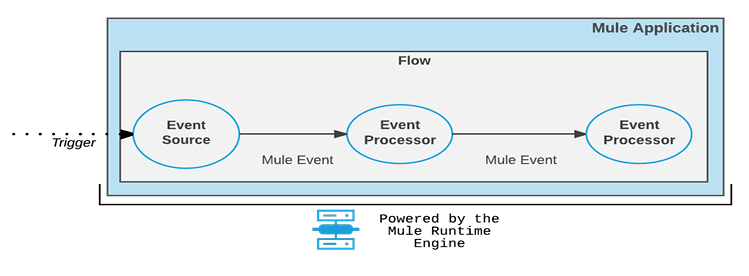 Mule Application
Flow
Trigger
Event
Source
Mule Event
Event
Processor
Mule Event
Event
Processor
Powered by the
Mule Runtime
Engine